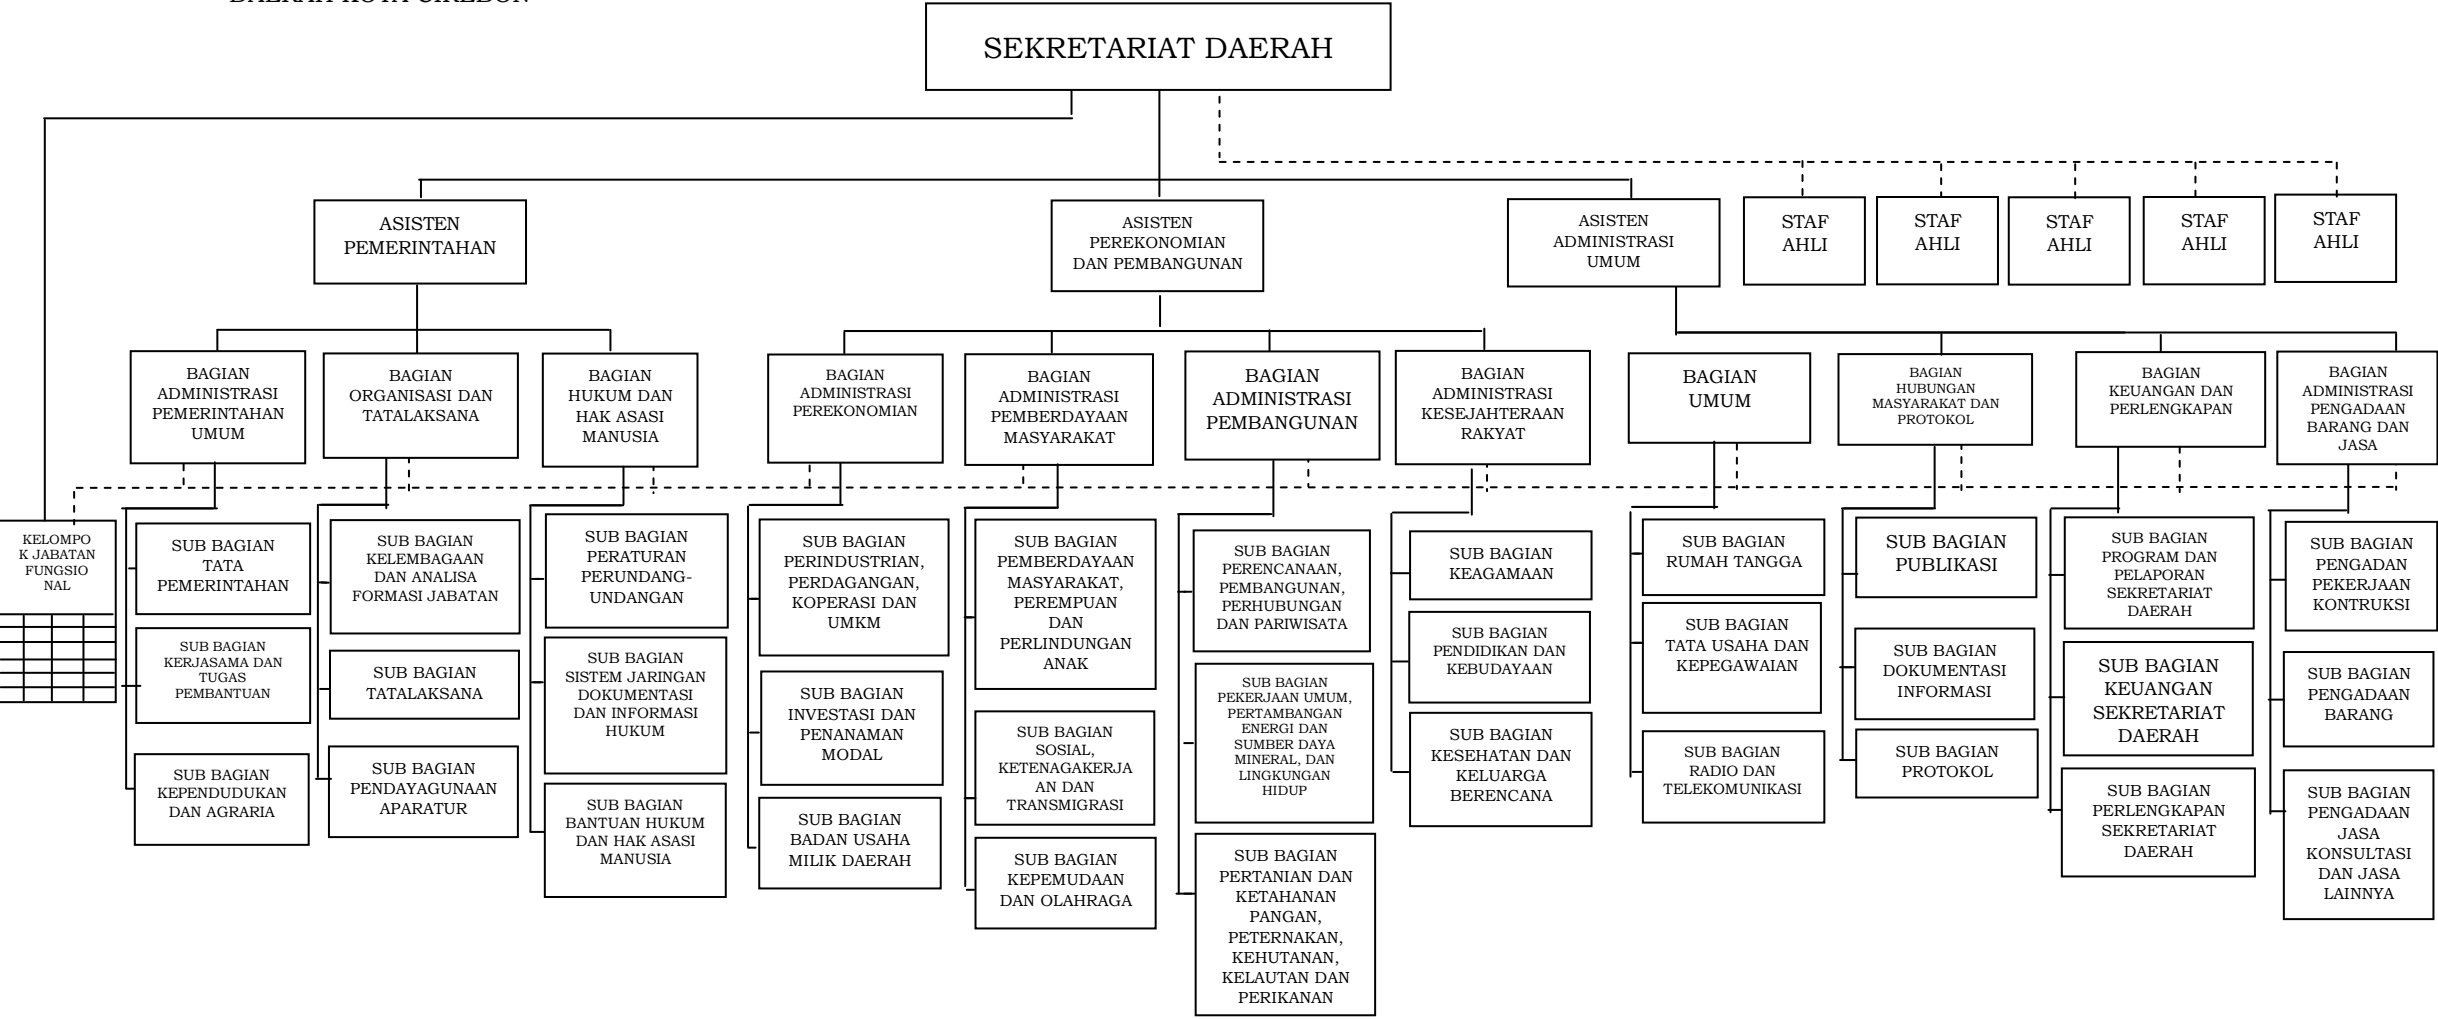 DAERAH KOTA CIREBON
SEKRETARIAT DAERAH
ASISTEN
PEMERINTAHAN
ASISTEN
PEREKONOMIAN
DAN PEMBANGUNAN
ASISTEN
ADMINISTRASI
UMUM
STAF
AHLI
STAF
AHLI
STAF
AHLI
STAF
AHLI
STAF
AHLI
BAGIAN
ADMINISTRASI
PEMERINTAHAN
UMUM
BAGIAN
ORGANISASI DAN
TATALAKSANA
BAGIAN
HUKUM DAN
HAK ASASI
MANUSIA
BAGIAN
ADMINISTRASI
PEREKONOMIAN
BAGIAN
ADMINISTRASI
PEMBERDAYAAN
MASYARAKAT
BAGIAN
ADMINISTRASI
PEMBANGUNAN
BAGIAN
ADMINISTRASI
KESEJAHTERAAN
RAKYAT
BAGIAN
UMUM
BAGIAN
HUBUNGAN
MASYARAKAT DAN
PROTOKOL
BAGIAN
KEUANGAN DAN
PERLENGKAPAN
BAGIAN
ADMINISTRASI
PENGADAAN
BARANG DAN
JASA
KELOMPO
K JABATAN
FUNGSIO
NAL
SUB BAGIAN
TATA
PEMERINTAHAN
SUB BAGIAN
KERJASAMA DAN
TUGAS
PEMBANTUAN
SUB BAGIAN
KEPENDUDUKAN
DAN AGRARIA
SUB BAGIAN
KELEMBAGAAN
DAN ANALISA
FORMASI JABATAN
SUB BAGIAN
TATALAKSANA
SUB BAGIAN
PENDAYAGUNAAN
APARATUR
SUB BAGIAN
PERATURAN
PERUNDANG-
UNDANGAN
SUB BAGIAN
SISTEM JARINGAN
DOKUMENTASI
DAN INFORMASI
HUKUM
SUB BAGIAN
BANTUAN HUKUM
DAN HAK ASASI
MANUSIA
SUB BAGIAN
PERINDUSTRIAN,
PERDAGANGAN,
KOPERASI DAN
UMKM
SUB BAGIAN
INVESTASI DAN
PENANAMAN
MODAL
SUB BAGIAN
BADAN USAHA
MILIK DAERAH
SUB BAGIAN
PEMBERDAYAAN
MASYARAKAT,
PEREMPUAN
DAN
PERLINDUNGAN
ANAK
SUB BAGIAN
SOSIAL,
KETENAGAKERJA
AN DAN
TRANSMIGRASI
SUB BAGIAN
KEPEMUDAAN
DAN OLAHRAGA
SUB BAGIAN
PERENCANAAN,
PEMBANGUNAN,
PERHUBUNGAN
DAN PARIWISATA
SUB BAGIAN
PEKERJAAN UMUM,
PERTAMBANGAN
ENERGI DAN
SUMBER DAYA
MINERAL, DAN
LINGKUNGAN
HIDUP
SUB BAGIAN
PERTANIAN DAN
KETAHANAN
PANGAN,
PETERNAKAN,
KEHUTANAN,
KELAUTAN DAN
PERIKANAN
SUB BAGIAN
KEAGAMAAN
SUB BAGIAN
PENDIDIKAN DAN
KEBUDAYAAN
SUB BAGIAN
KESEHATAN DAN
KELUARGA
BERENCANA
SUB BAGIAN
RUMAH TANGGA
SUB BAGIAN
TATA USAHA DAN
KEPEGAWAIAN
SUB BAGIAN
RADIO DAN
TELEKOMUNIKASI
SUB BAGIAN
PUBLIKASI
SUB BAGIAN
DOKUMENTASI
INFORMASI
SUB BAGIAN
PROTOKOL
SUB BAGIAN
PROGRAM DAN
PELAPORAN
SEKRETARIAT
DAERAH
SUB BAGIAN
KEUANGAN
SEKRETARIAT
DAERAH
SUB BAGIAN
PERLENGKAPAN
SEKRETARIAT
DAERAH
SUB BAGIAN
PENGADAN
PEKERJAAN
KONTRUKSI
SUB BAGIAN
PENGADAAN
BARANG
SUB BAGIAN
PENGADAAN
JASA
KONSULTASI
DAN JASA
LAINNYA